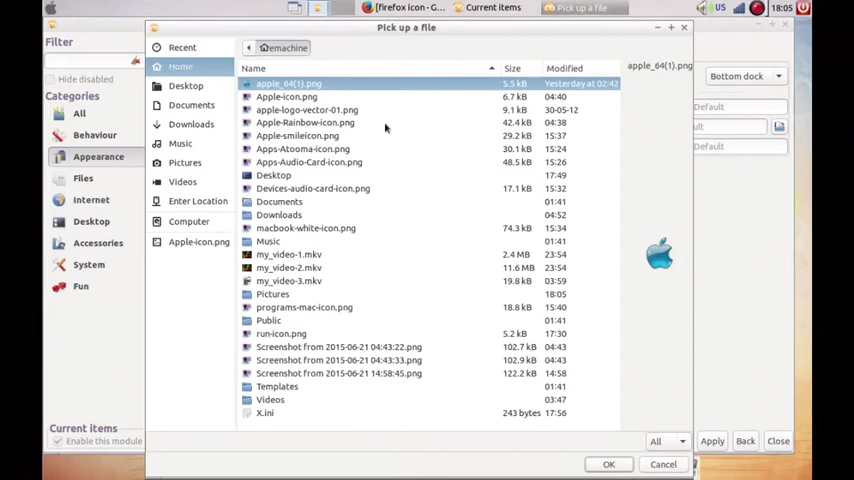 [firefox icon - G...
Current items
Pick up a file
US
18:05
Pick up a file
Filter
Hide disabled
Categories
All
Behaviour
Appearance
Files
Internet
Desktop
Accessories
System
Fun
Current items
Enable this module
Recent
Home
Desktop
Documents
Downloads
Music
Pictures
Videos
Enter Location
Computer
Apple-icon.png
emachine
Name Size Modified
apple_64(1).png 5.5 kB Yesterday at 02:42
Apple-icon.png 6.7 kB 04:40
apple-logo-vector-01.png 9.1 kB 30-05-12
Apple-Rainbow-icon.png 42.4 kB 04:38
Apple-smileicon.png 29.2 kB 15:37
Apps-Atooma-icon.png 30.1 kB 15:24
Apps-Audio-Card-icon.png 48.5 kB 15:26
Desktop 17:49
Devices-audio-card-icon.png 17.1 kB 15:32
Documents 01:41
Downloads 04:52
macbook-white-icon.png 74.3 kB 15:34
Music 01:41
my_video-1.mkv 2.4 MB 23:54
my_video-2.mkv 11.6 MB 23:54
my_video-3.mkv 19.8 kB 03:59
Pictures 18:05
programs-mac-icon.png 18.8 kB 15:40
Public 01:41
run-icon.png 5.2 kB 17:30
Screenshot from 2015-06-21 04:43:22.png 102.7 kB 04:43
Screenshot from 2015-06-21 04:43:33.png 102.9 kB 04:43
Screenshot from 2015-06-21 14:58:45.png 122.2 kB 14:58
Templates 01:41
Videos 03:47
X.ini 243 bytes 17:56
apple_64(1).png
Bottom dock
Default
ult
Default
All
Apply
Back
Close
OK
Cancel